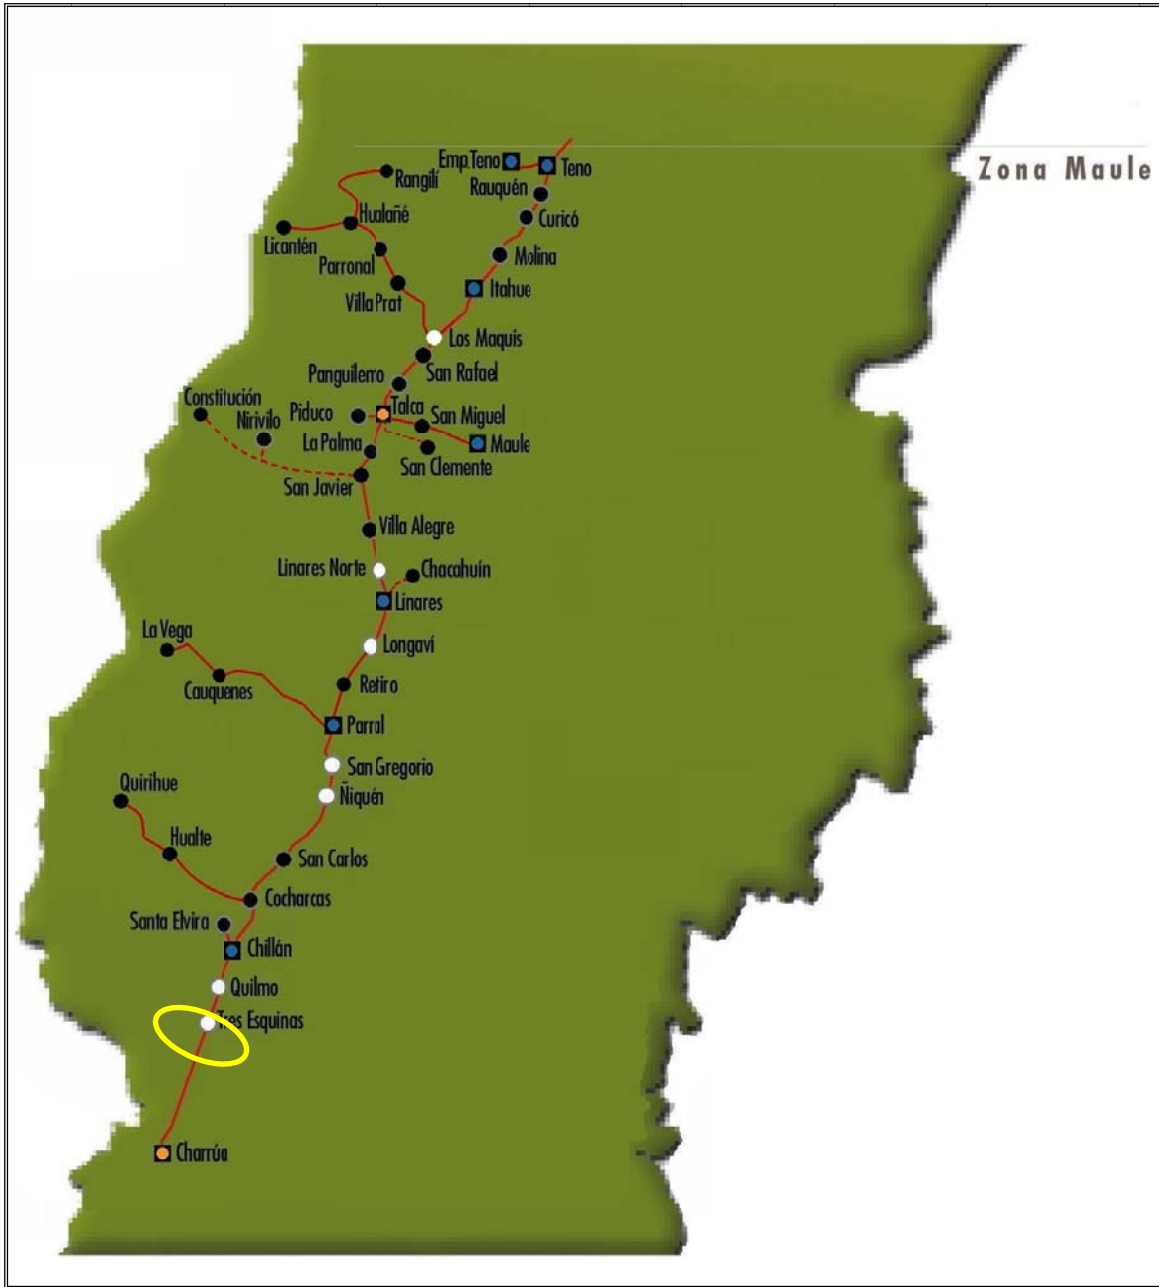 Emp.Teno
Teno
Zona Maule
Rangilí
Rauquén
Hualañé
Curicó
Licantén
Parronal
Molina
Itahue
Villa Prat
Los Maquis
San Rafael
Panguilemo
Constitución
Nirivilo
Piduco
Talca
San Miguel
La Palma
Maule
San Clemente
San Javier
Villa Alegre
Linares Norte
Chacahuín
Linares
La Vega
Longaví
Cauquenes
Retiro
Parral
San Gregorio
Quirihue
Ñiquén
Hualte
San Carlos
Cocharcas
Santa Elvira
Chillán
Quilmo
Tres Esquinas
Charrúa